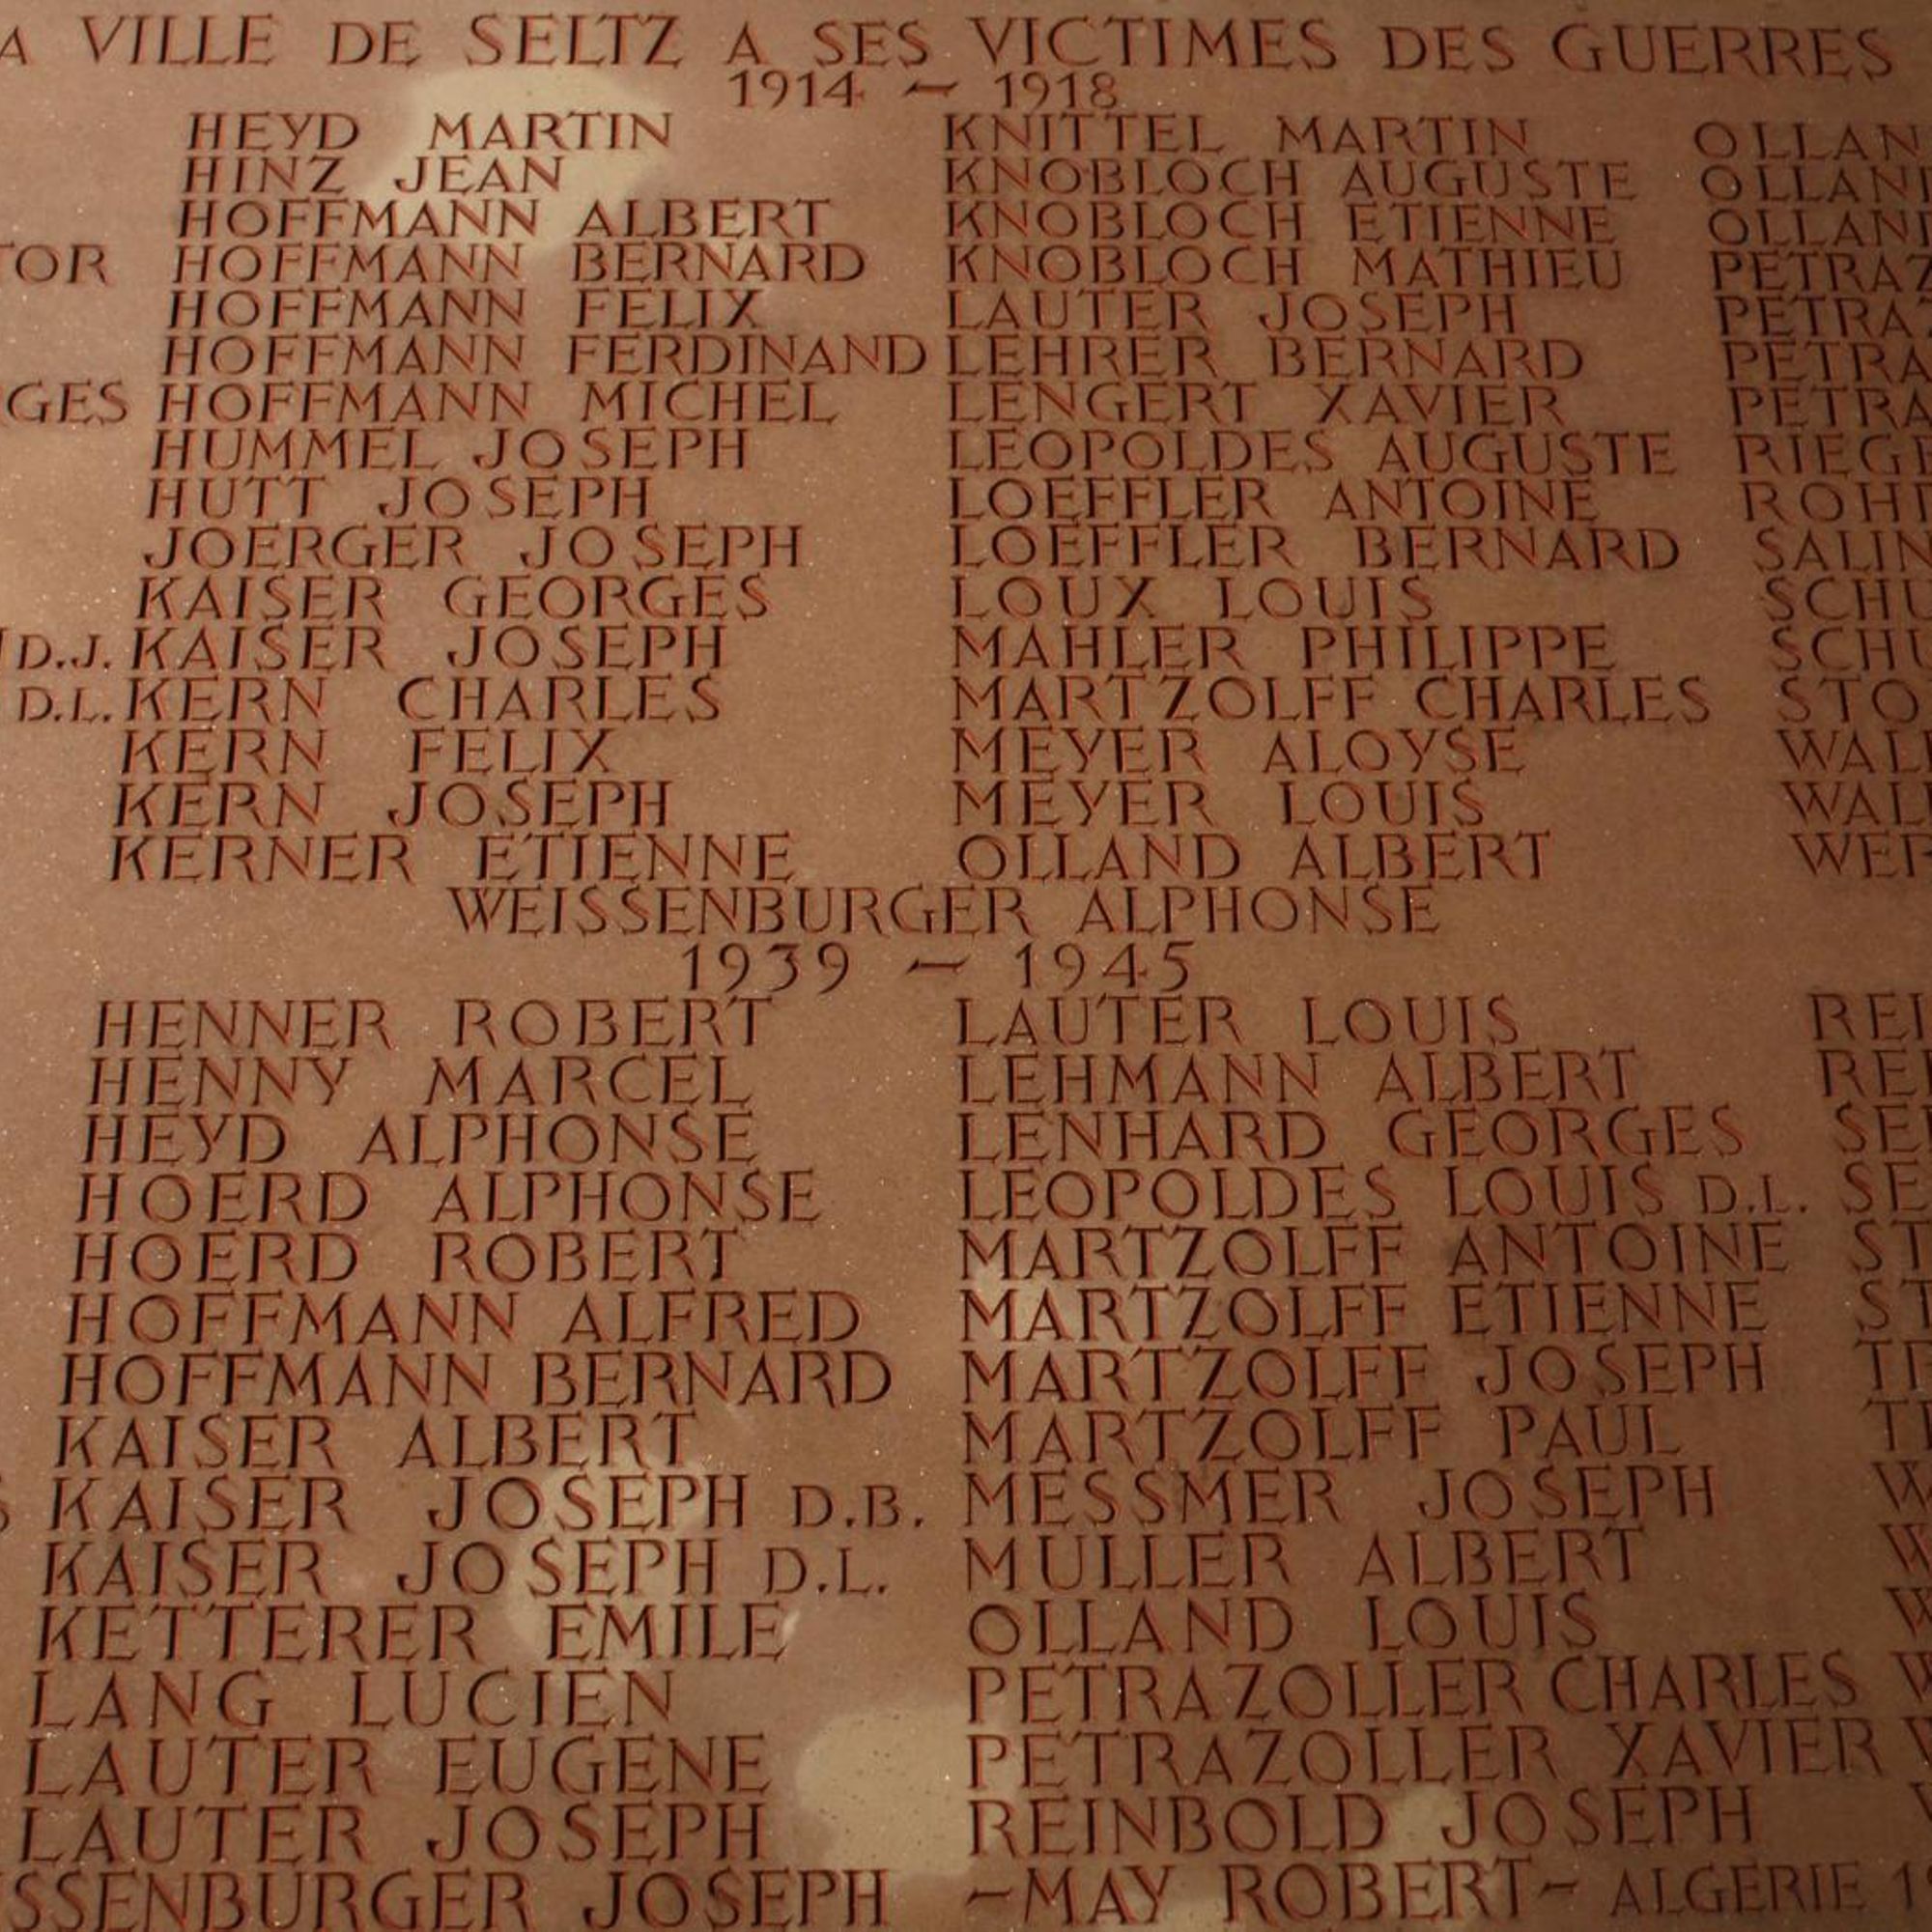 A VILLE DE SELTZ A SES VICTIMES DES GUERRES
1914 – 1918
HEYD MARTIN KNITTEL MARTIN
HINZ JEAN KNOBLOCH AUGUSTE
HOFFMANN ALBERT KNOBLOCH ETIENNE
HOFFMANN BERNARD KNOBLOCH MATHIEU
HOFFMANN FELIX LAUTER JOSEPH
HOFFMANN FERDINAND LEHRER BERNARD
HOFFMANN MICHEL LENGERT XAVIER
HUMMEL JOSEPH LEOPOLDES AUGUSTE
HUTT JOSEPH LOEFFLER ANTOINE
JOERGER JOSEPH LOEFFLER BERNARD
KAISER GEORGES LOUX LOUIS
D.J. KAISER JOSEPH MAHLER PHILIPPE
D.L. KERN CHARLES MARTZOLFF CHARLES
KERN FELIX MEYER ALOYSE
KERN JOSEPH MEYER LOUIS
KERNER ETIENNE OLLAND ALBERT
WEISSENBURGER ALPHONSE
1939 – 1945
HENNER ROBERT LAUTER LOUIS
HENNY MARCEL LEHMANN ALBERT
HEYD ALPHONSE LENHARD GEORGES
HOERD ALPHONSE LEOPOLDES LOUIS D.L.
HOERD ROBERT MARTZOLFF ANTOINE
HOFFMANN ALFRED MARTZOLFF ETIENNE
HOFFMANN BERNARD MARTZOLFF JOSEPH
KAISER ALBERT MARTZOLFF PAUL
KAISER JOSEPH D.B. MESSMER JOSEPH
KAISER JOSEPH D.L. MULLER ALBERT
KETTERER EMILE OLLAND LOUIS
LANG LUCIEN PETRAZOLLER CHARLES
LAUTER EUGENE PETRAZOLLER XAVIER
LAUTER JOSEPH REINBOLD JOSEPH
SSENBURGER JOSEPH –MAY ROBERT– ALGERIE